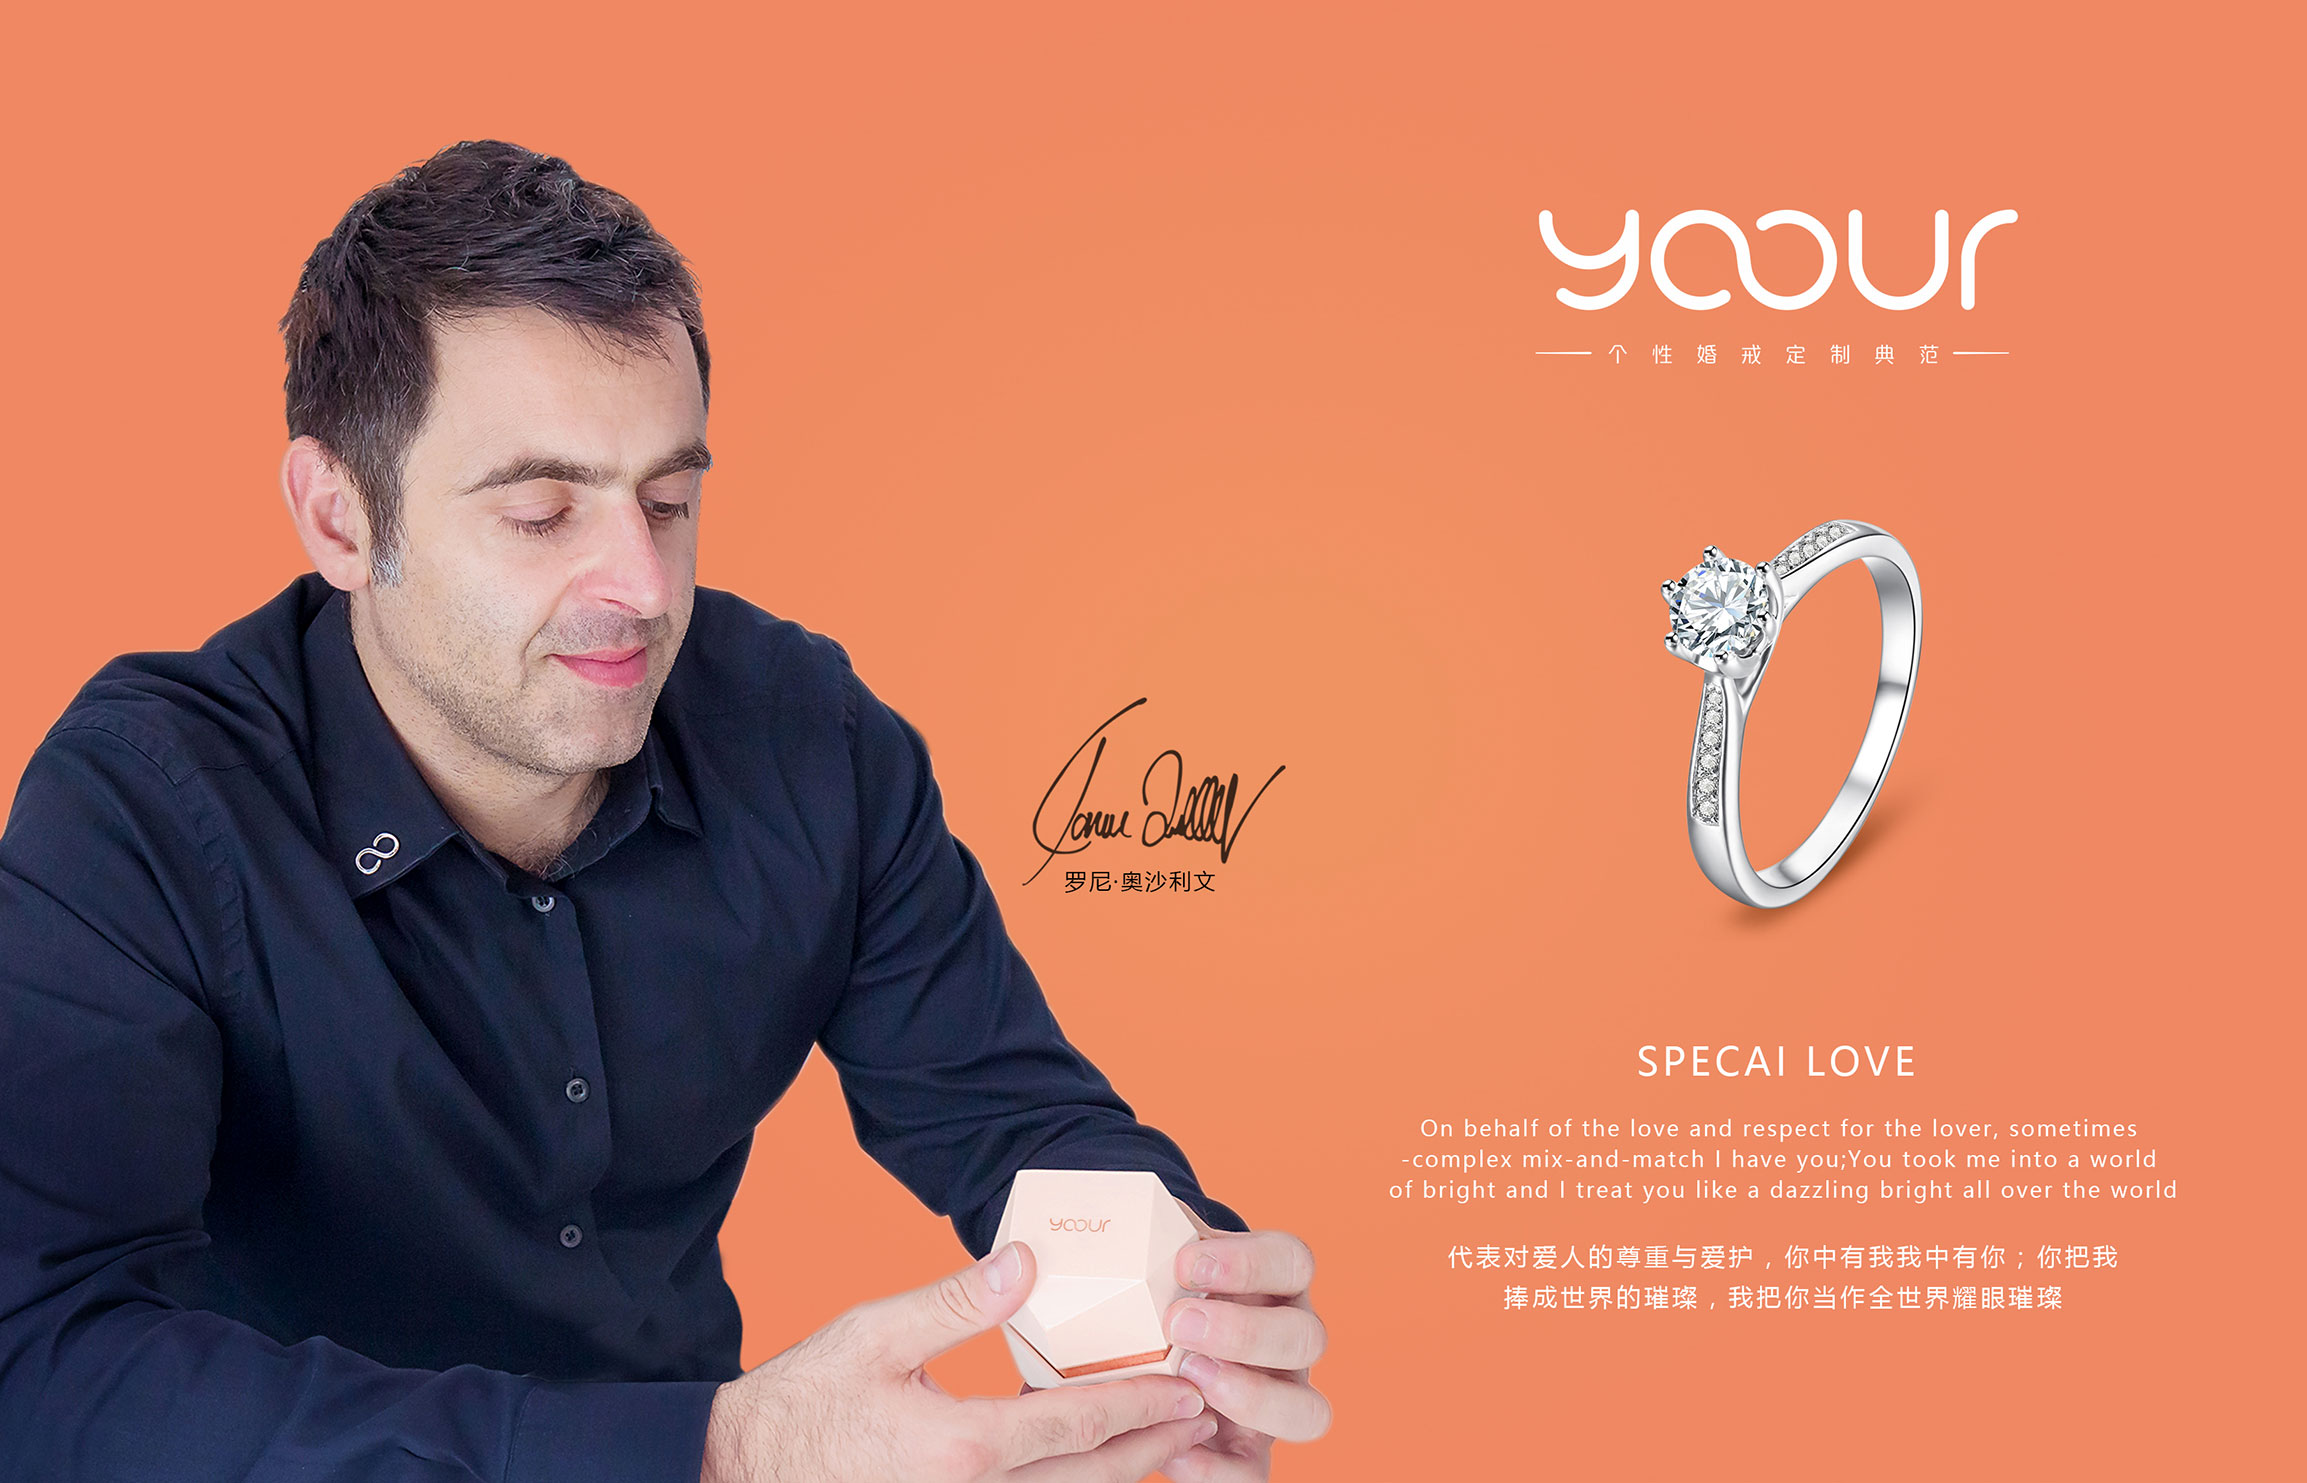 yoour
个性婚戒定制典范
罗尼·奥沙利文
SPECAI LOVE
On behalf of the love and respect for the lover, sometimes
-complex mix-and-match I have you;You took me into a world
of bright and I treat you like a dazzling bright all over the world
代表对爱人的尊重与爱护，你中有我我中有你；你把我
捧成世界的璀璨，我把你当作全世界耀眼璀璨
yoour